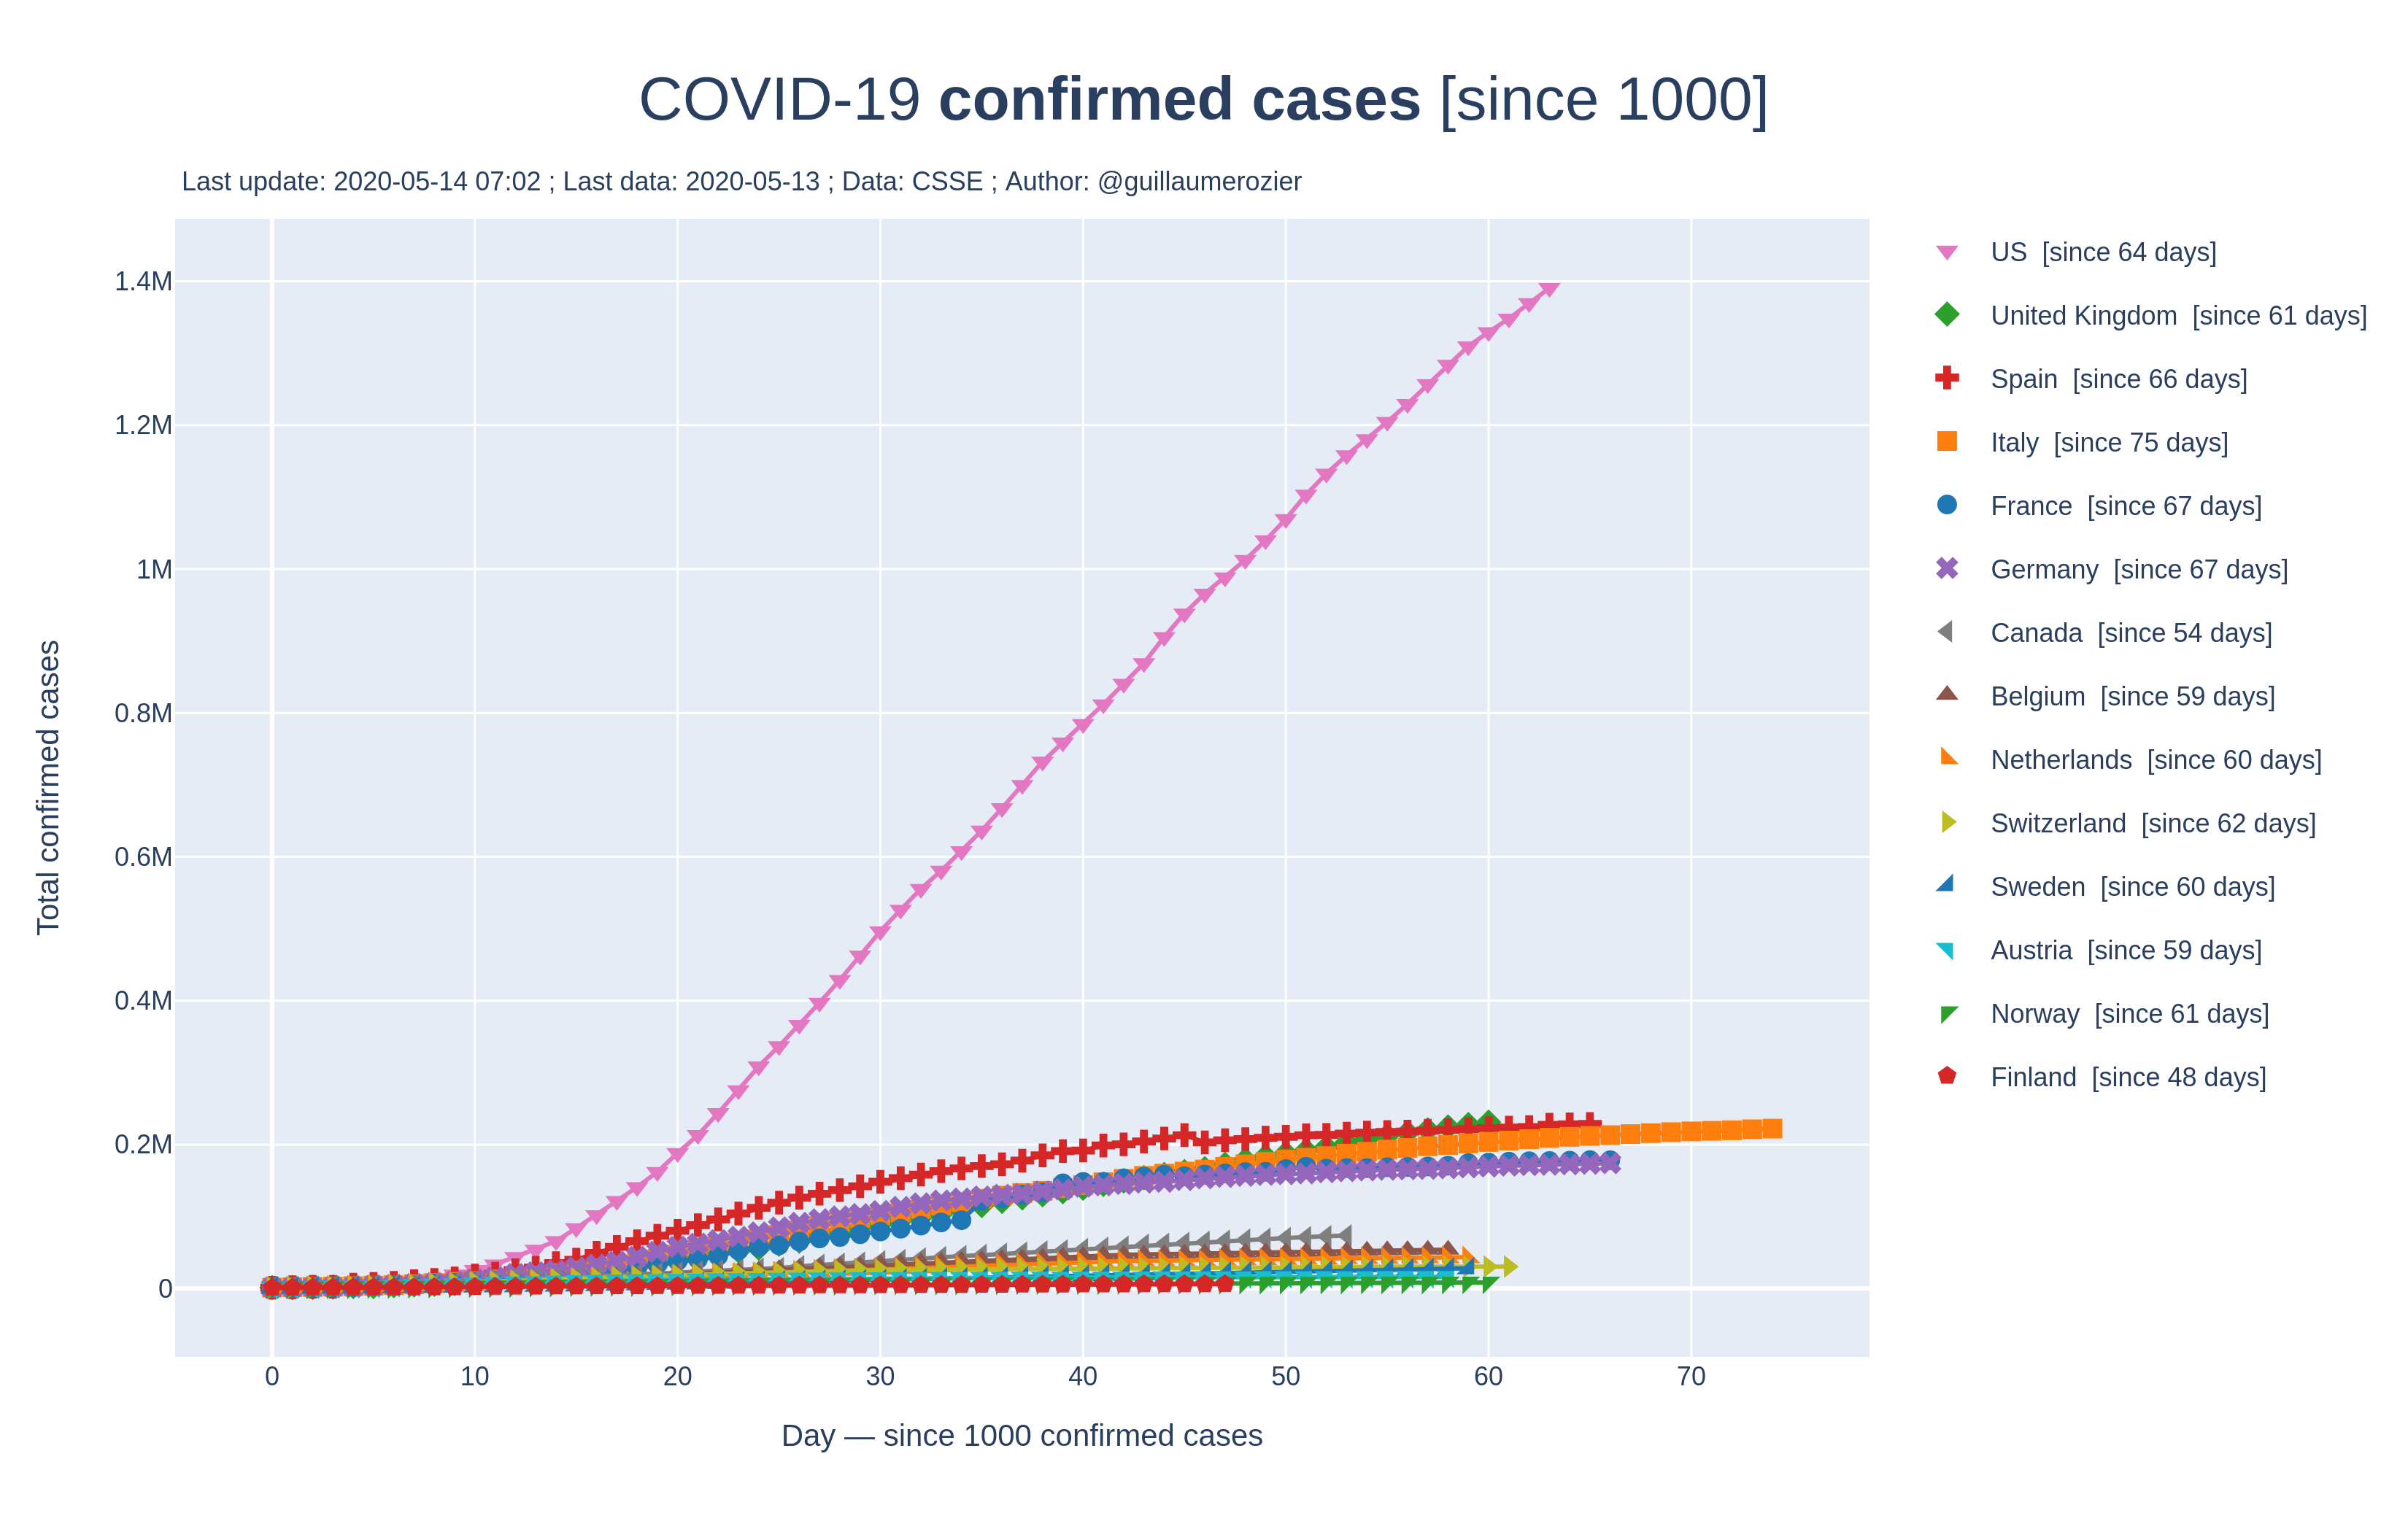 COVID-19 confirmed cases [since 1000]
Last update: 2020-05-14 07:02 ; Last data: 2020-05-13 ; Data: CSSE ; Author: @guillaumerozier
1.4M
1.2M
1M
0.8M
0.6M
0.4M
0.2M
0
Total confirmed cases
0 10 20 30 40 50 60 70
Day — since 1000 confirmed cases
US [since 64 days]
United Kingdom [since 61 days]
Spain [since 66 days]
Italy [since 75 days]
France [since 67 days]
Germany [since 67 days]
Canada [since 54 days]
Belgium [since 59 days]
Netherlands [since 60 days]
Switzerland [since 62 days]
Sweden [since 60 days]
Austria [since 59 days]
Norway [since 61 days]
Finland [since 48 days]